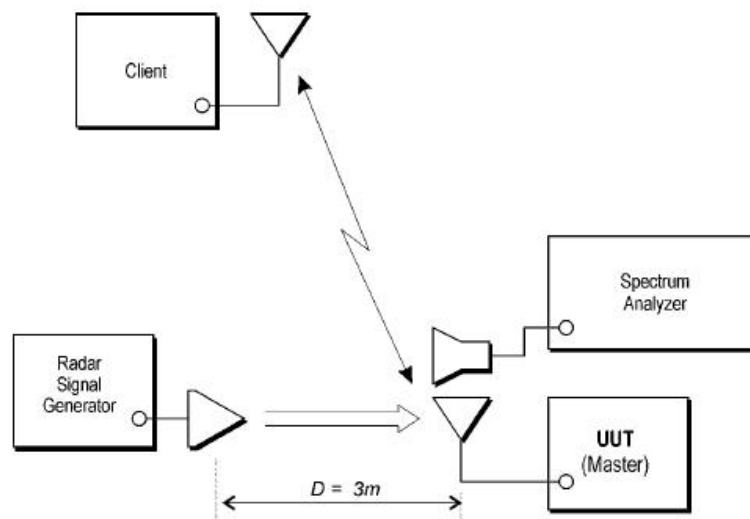 Client
Spectrum
Analyzer
Radar
Signal
Generator
UUT
(Master)
D = 3m